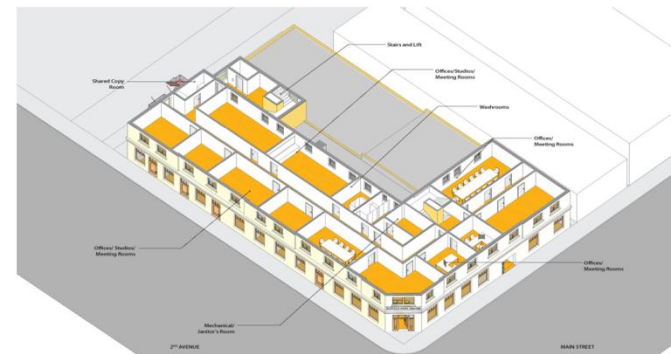 Stairs and Lift
Shared Copy
Room
Offices/Studios/
Meeting Rooms
Washrooms
Offices/
Meeting Rooms
Offices/ Studios/
Meeting Rooms
Offices/
Meeting Rooms
Mechanical/
Janitor's Room
2ND AVENUE
MAIN STREET